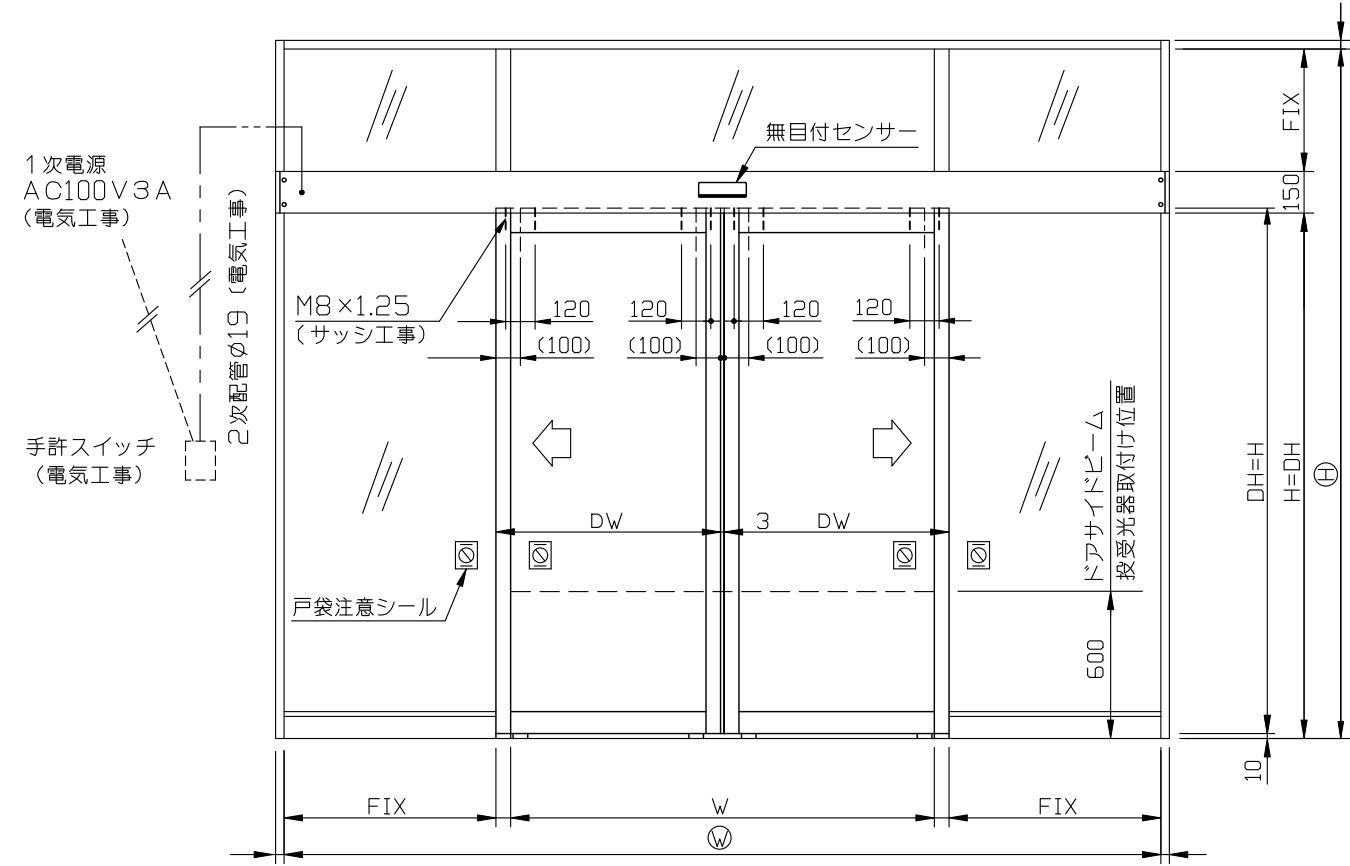 無目付センサー
FIX
1次電源
AC100V3A
(電気工事)
2次配管φ19 (電気工事)
150
M8×1.25
(サッシ工事)
120
120
120
120
(100)
(100)
(100)
(100)
手許スイッチ
(電気工事)
ドアサイドビーム
投受光器取付け位置
DH=H
H=DH
H
DW
3
DW
戸袋注意シール
600
10
FIX
W
FIX
W